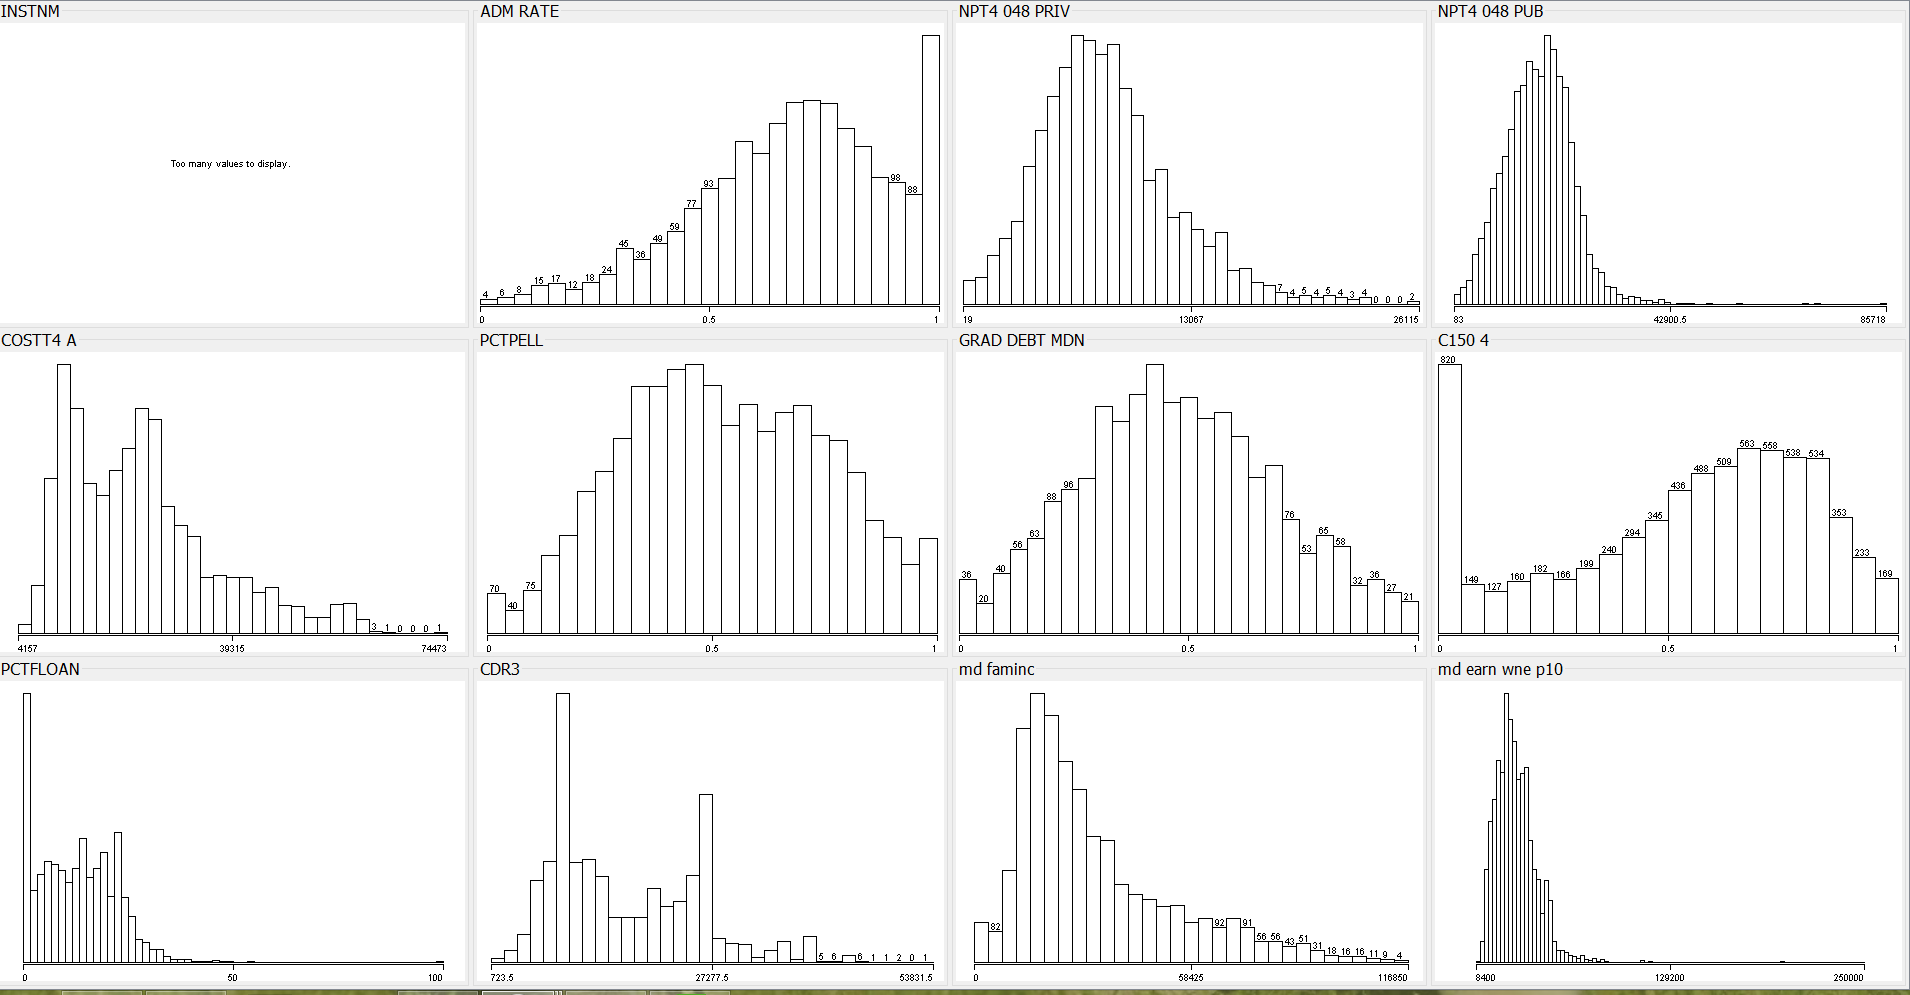 INSTNM
Too many values to display.
ADM RATE
4 6 8 15 17 12 18 24 45 36 49 59 77 93 98 88
0 0.5 1
NPT4 048 PRIV
7 4 5 4 5 4 3 4 0 0 0 2
19 13067 26115
NPT4 048 PUB
83 42900.5 85718
COSTT4 A
3 1 0 0 0 1
4157 39315 74473
PCTPELL
70 40 75
0 0.5 1
GRAD DEBT MDN
36 20 40 56 63 88 96 76 53 65 58 32 36 27 21
0 0.5 1
C150 4
820 149 127 160 182 166 199 240 294 345 436 488 509 563 558 538 534 353 233 169
0 0.5 1
PCTFLOAN
0 50 100
CDR3
5 6 6 1 1 2 0 1
723.5 27277.5 53831.5
md faminc
82 92 91 56 56 43 51 31 18 16 16 11 9 4
0 58425 116850
md earn wne p10
8400 129200 250000